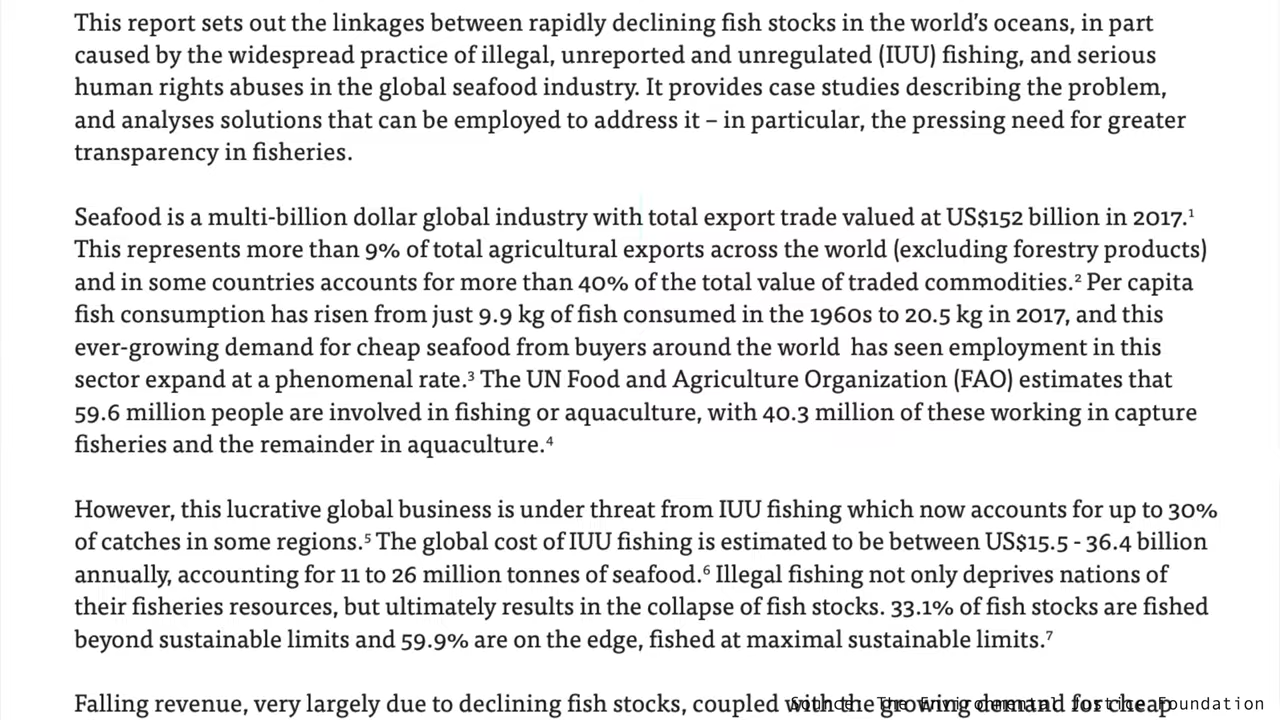 This report sets out the linkages between rapidly declining fish stocks in the world’s oceans, in part
caused by the widespread practice of illegal, unreported and unregulated (IUU) fishing, and serious
human rights abuses in the global seafood industry. It provides case studies describing the problem,
and analyses solutions that can be employed to address it – in particular, the pressing need for greater
transparency in fisheries.
Seafood is a multi-billion dollar global industry with total export trade valued at US$152 billion in 2017.¹
This represents more than 9% of total agricultural exports across the world (excluding forestry products)
and in some countries accounts for more than 40% of the total value of traded commodities.² Per capita
fish consumption has risen from just 9.9 kg of fish consumed in the 1960s to 20.5 kg in 2017, and this
ever-growing demand for cheap seafood from buyers around the world has seen employment in this
sector expand at a phenomenal rate.³ The UN Food and Agriculture Organization (FAO) estimates that
59.6 million people are involved in fishing or aquaculture, with 40.3 million of these working in capture
fisheries and the remainder in aquaculture.⁴
However, this lucrative global business is under threat from IUU fishing which now accounts for up to 30%
of catches in some regions.⁵ The global cost of IUU fishing is estimated to be between US$15.5 - 36.4 billion
annually, accounting for 11 to 26 million tonnes of seafood.⁶ Illegal fishing not only deprives nations of
their fisheries resources, but ultimately results in the collapse of fish stocks. 33.1% of fish stocks are fished
beyond sustainable limits and 59.9% are on the edge, fished at maximal sustainable limits.⁷
Falling revenue, very largely due to declining fish stocks, coupled with the growing demand for cheap
Source: The Environmental Justice Foundation